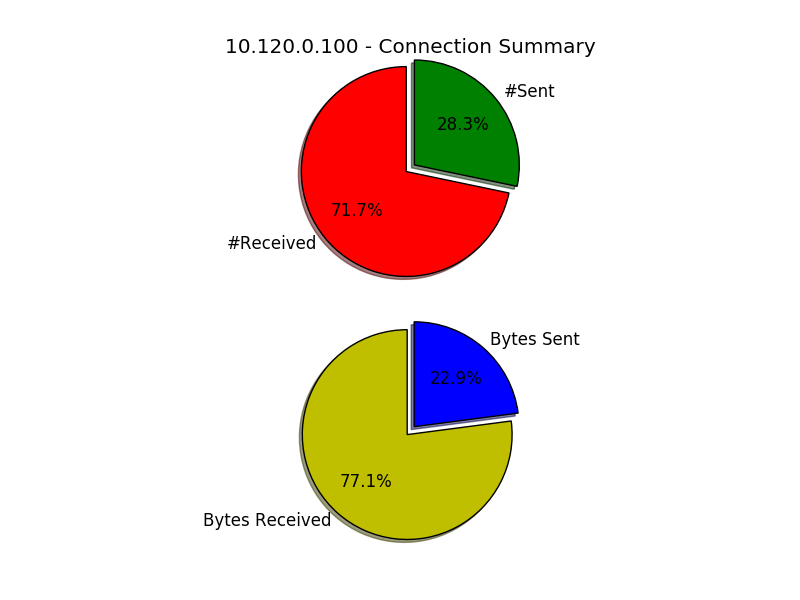 10.120.0.100 - Connection Summary
#Sent
28.3%
71.7%
#Received
Bytes Sent
22.9%
77.1%
Bytes Received